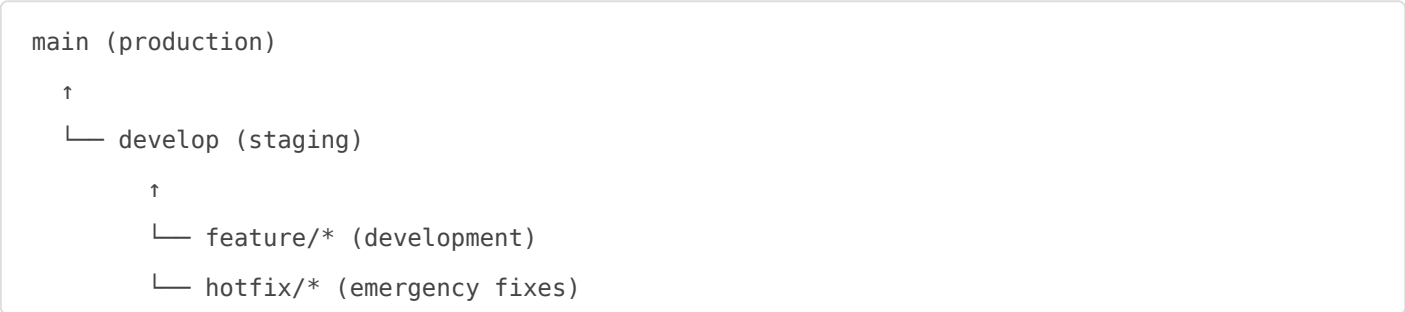 main (production)
  ↑
  └── develop (staging)
        ↑
        └── feature/* (development)
        └── hotfix/* (emergency fixes)